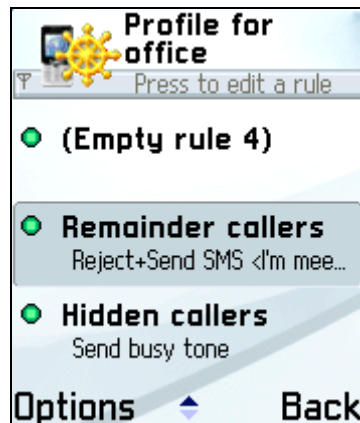 Profile for
office
Press to edit a rule
(Empty rule 4)
Remainder callers
Reject+Send SMS <I'm mee...
Hidden callers
Send busy tone
Options Back